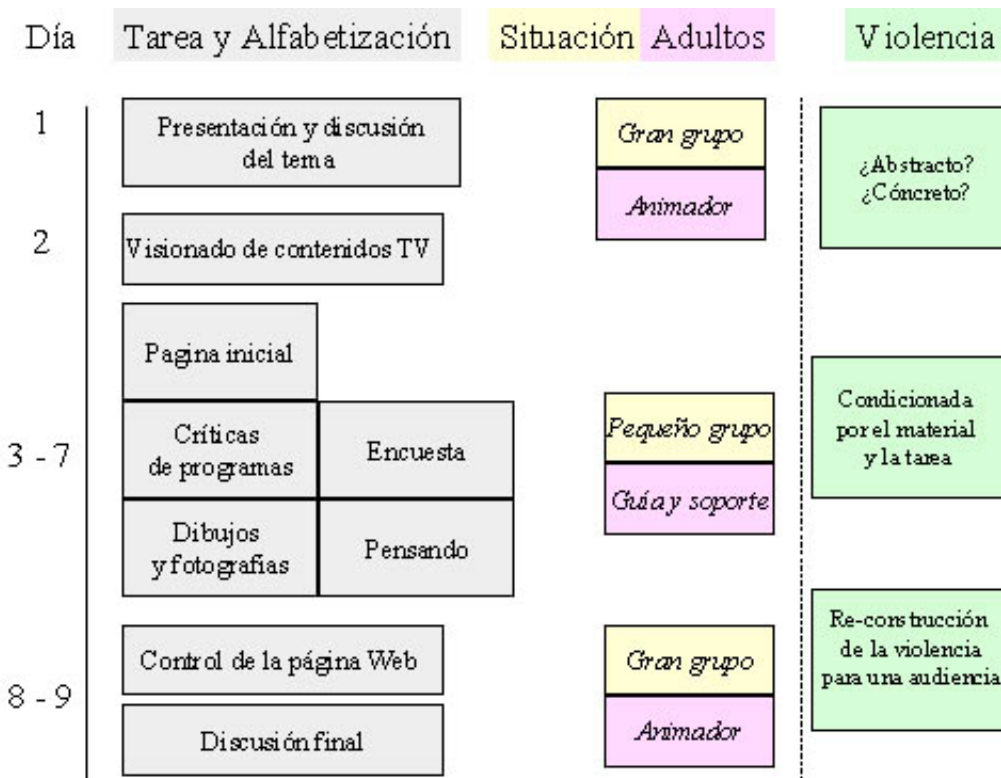 Día Tarea y Alfabetización Situación Adultos Violencia
1
Presentación y discusión
del tema
Gran grupo
Animador
¿Abstracto?
¿Cóncreto?
2
Visionado de contenidos TV
3 - 7
Pagina inicial
Críticas
de programas
Encuesta
Dibujos
y fotografías
Pensando
Pequeño grupo
Guía y soporte
Condicionada
por el material
y la tarea
8 - 9
Control de la página Web
Discusión final
Gran grupo
Animador
Re-construcción
de la violencia
para una audiencia